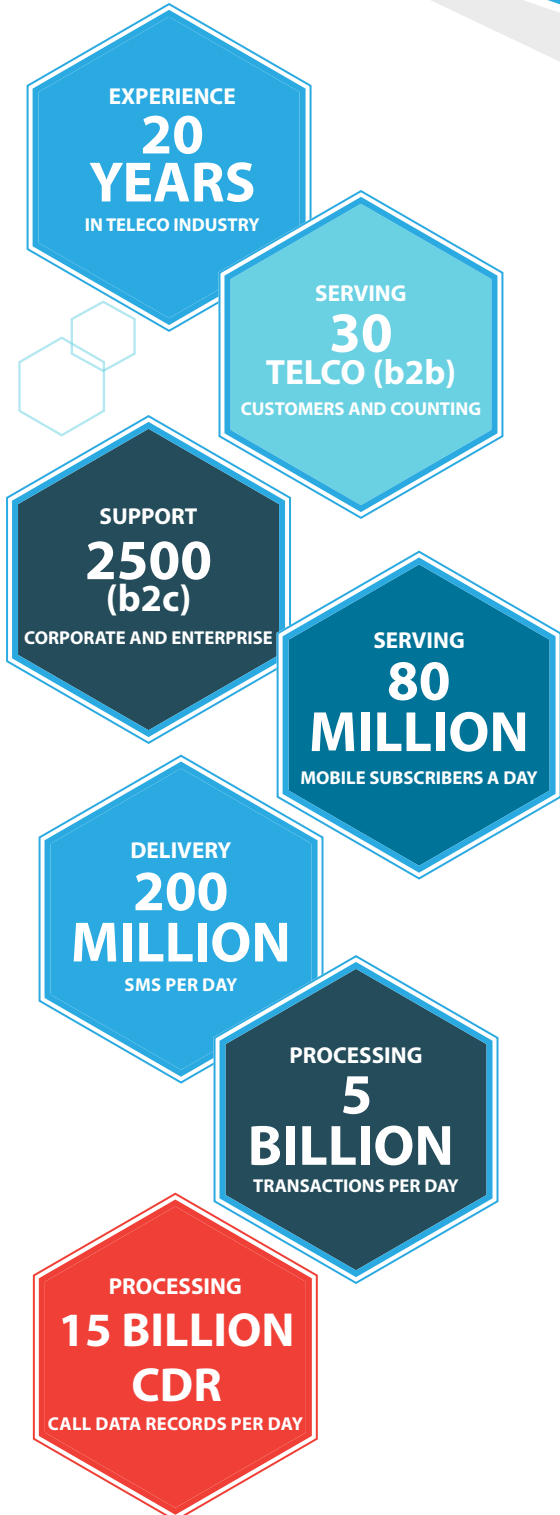 EXPERIENCE
20
YEARS
IN TELECO INDUSTRY
SERVING
30
TELCO (b2b)
CUSTOMERS AND COUNTING
SUPPORT
2500
(b2c)
CORPORATE AND ENTERPRISE
SERVING
80
MILLION
MOBILE SUBSCRIBERS A DAY
DELIVERY
200
MILLION
SMS PER DAY
PROCESSING
5
BILLION
TRANSACTIONS PER DAY
PROCESSING
15 BILLION
CDR
CALL DATA RECORDS PER DAY